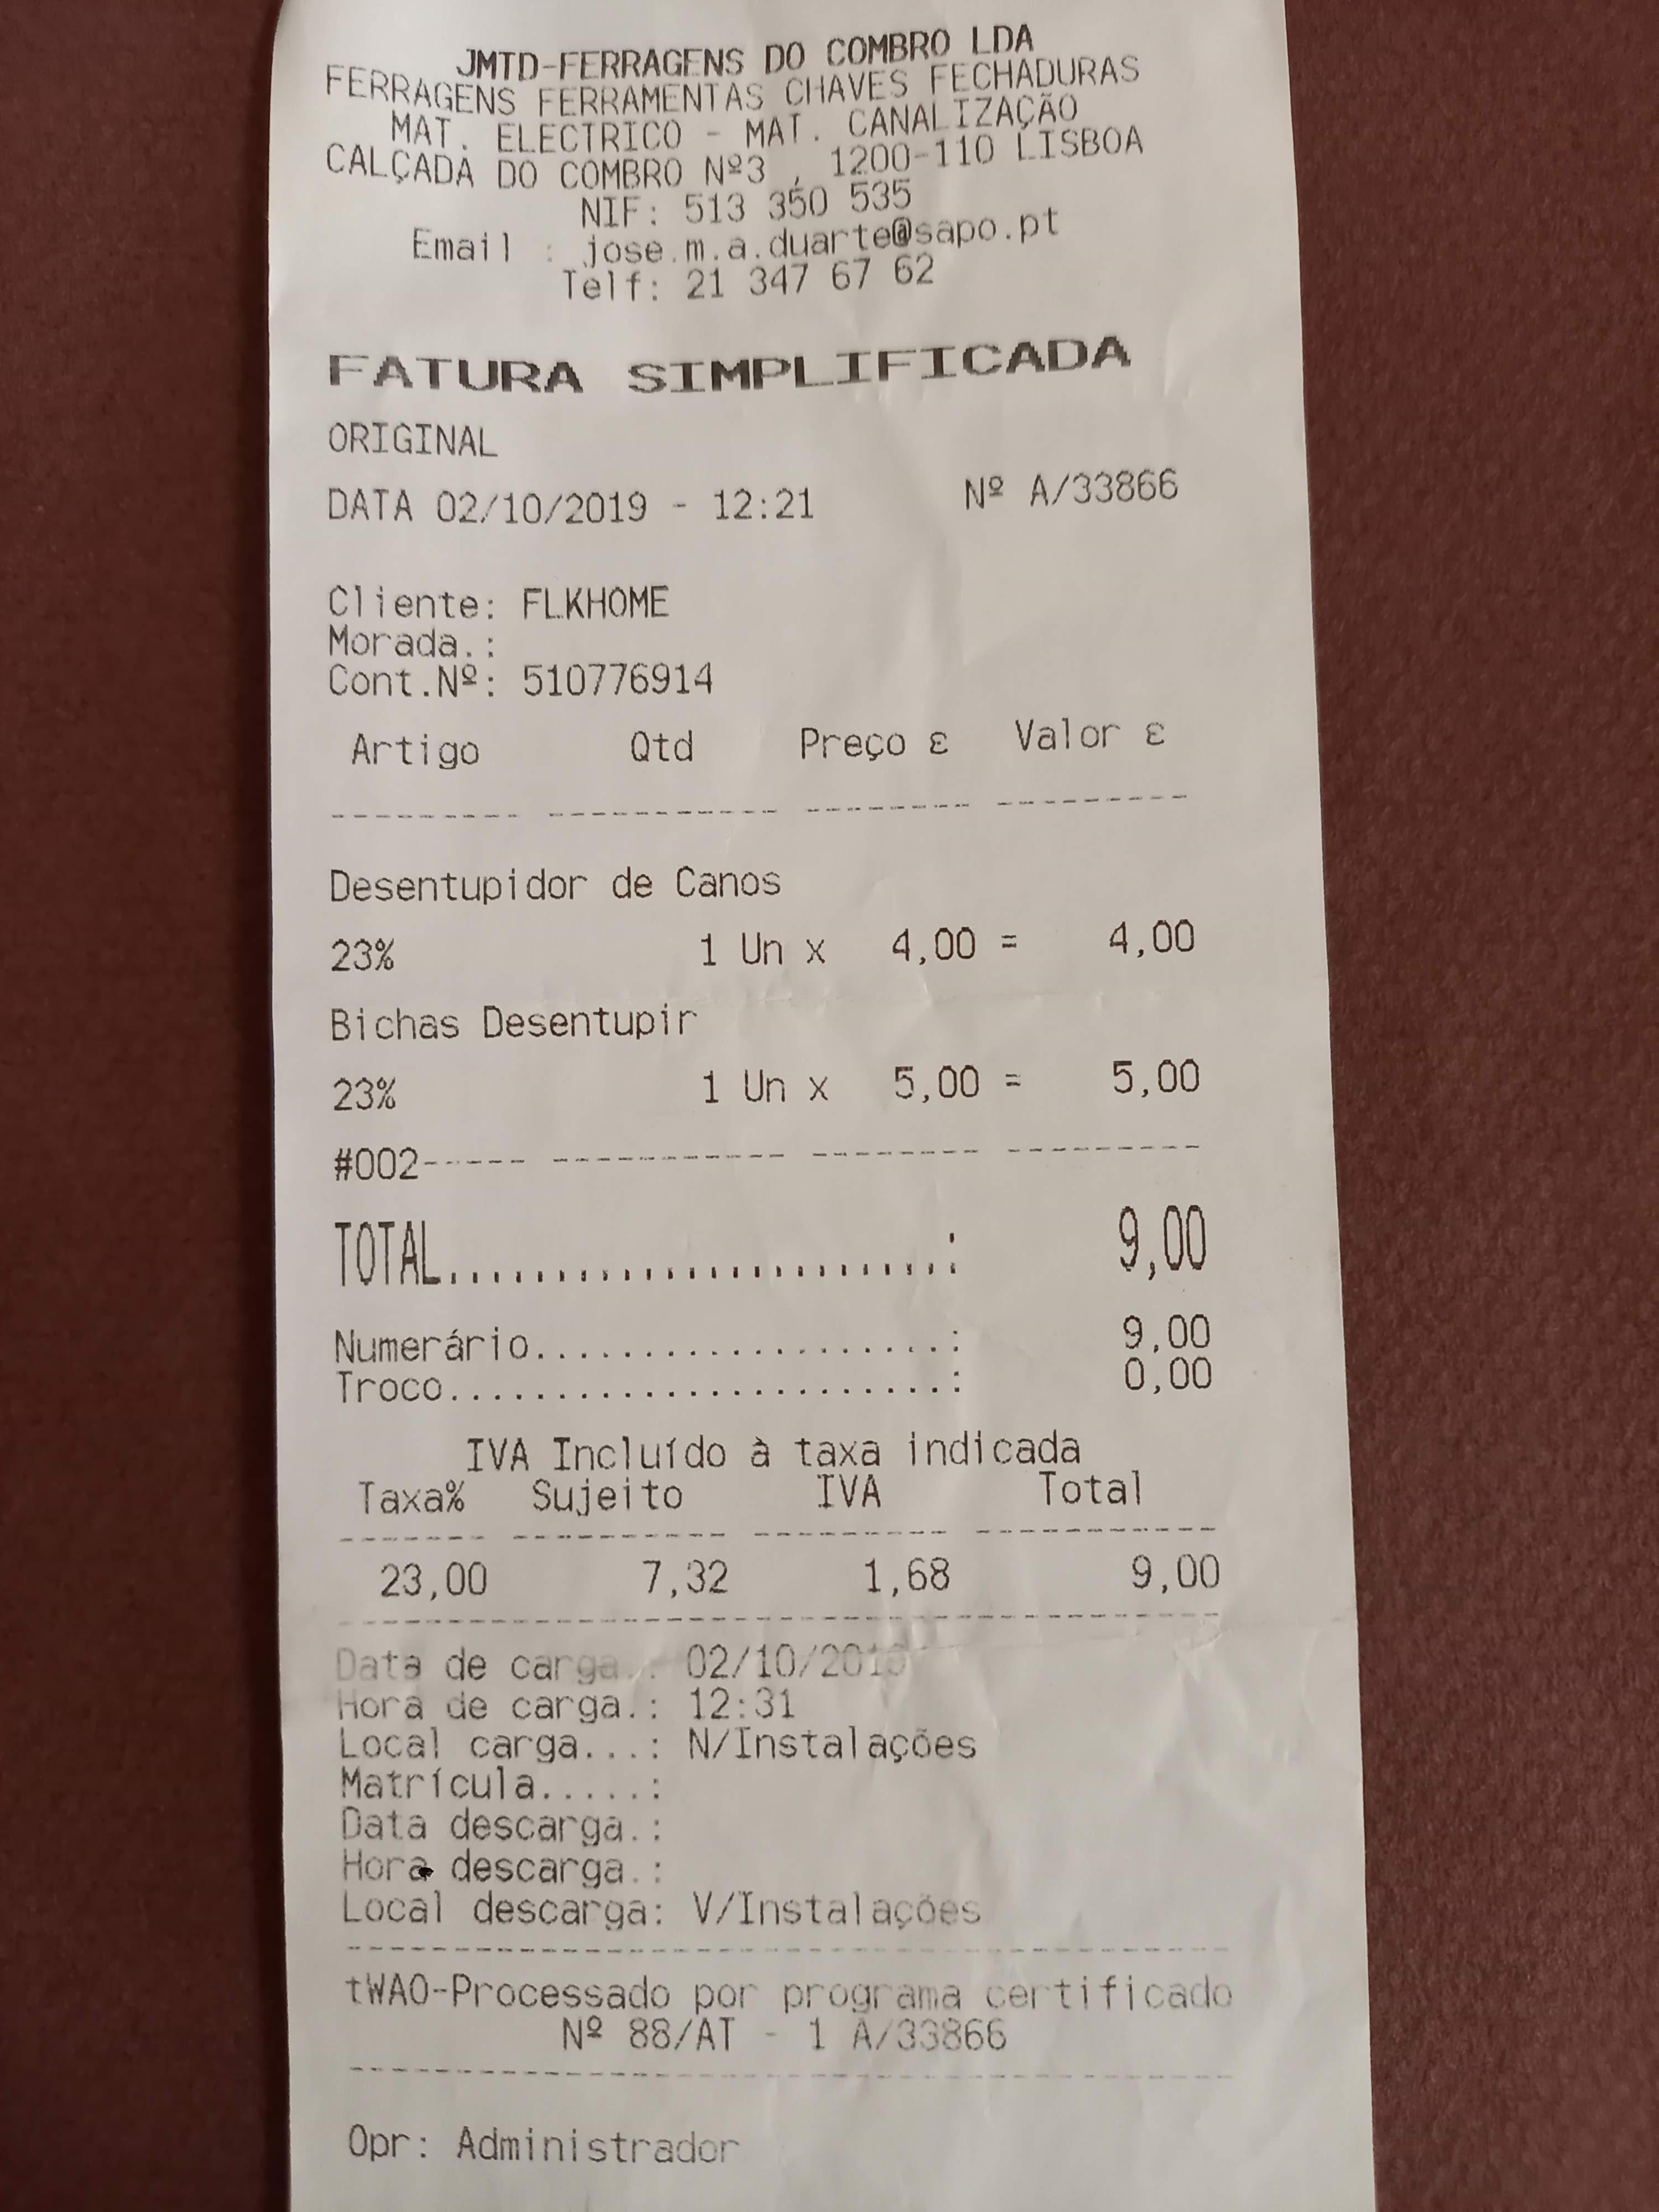 JMTD-FERRAGENS DO COMBRO LDA
FERRAGENS FERRAMENTAS CHAVES FECHADURAS
MAT. ELECTRICO - MAT. CANALIZAÇÃO
CALÇADA DO COMBRO Nº3 , 1200-110 LISBOA
NIF: 513 350 535
Email : jose.m.a.duarte@sapo.pt
Telf: 21 347 67 62
FATURA SIMPLIFICADA
ORIGINAL
DATA 02/10/2019 - 12:21 Nº A/33866
Cliente: FLKHOME
Morada.:
Cont.Nº: 510776914
Artigo Qtd Preço ε Valor ε
Desentupidor de Canos
23% 1 Un x 4,00 = 4,00
Bichas Desentupir
23% 1 Un x 5,00 = 5,00
#002
TOTAL.......................: 9,00
Numerário...................: 9,00
Troco.......................: 0,00
IVA Incluído à taxa indicada
Taxa% Sujeito IVA Total
23,00 7,32 1,68 9,00
Data de carga.: 02/10/2019
Hora de carga.: 12:31
Local carga...: N/Instalações
Matrícula.....:
Data descarga.:
Hora descarga.:
Local descarga: V/Instalações
tWAO-Processado por programa certificado
Nº 88/AT - 1 A/33866
Opr: Administrador